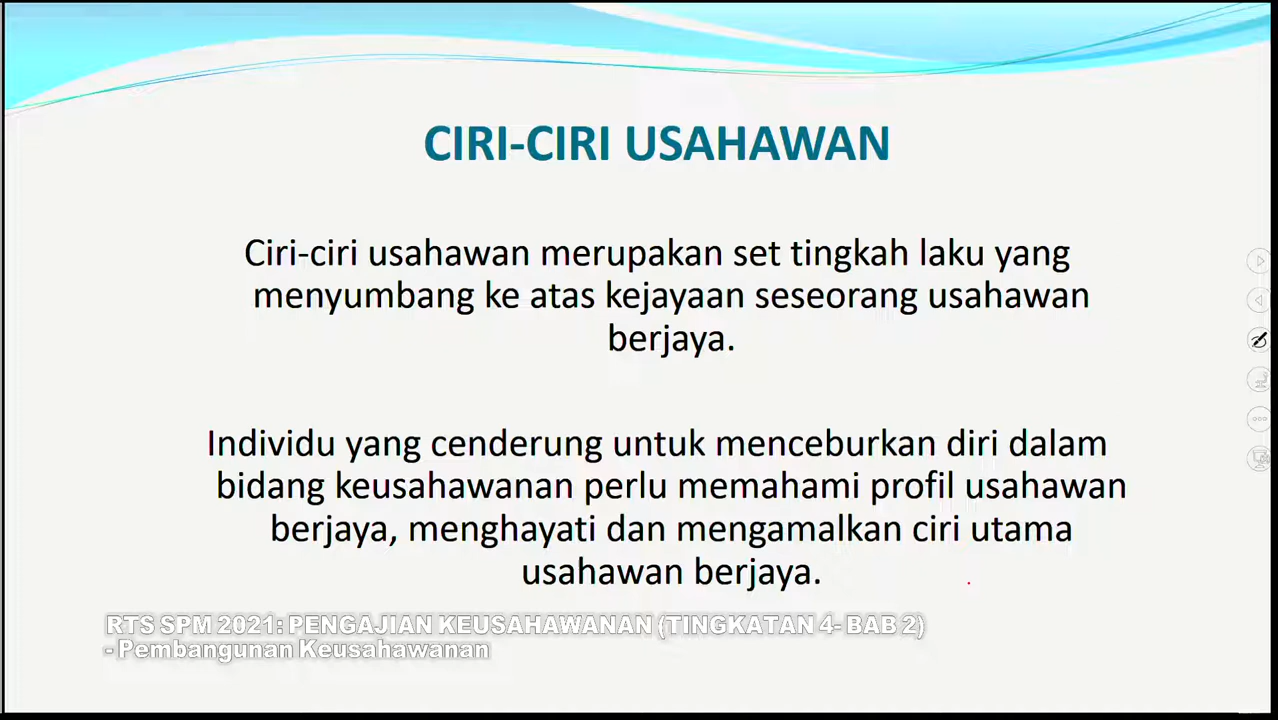 CIRI-CIRI USAHAWAN
Ciri-ciri usahawan merupakan set tingkah laku yang
menyumbang ke atas kejayaan seseorang usahawan
berjaya.
Individu yang cenderung untuk menceburkan diri dalam
bidang keusahawanan perlu memahami profil usahawan
berjaya, menghayati dan mengamalkan ciri utama
usahawan berjaya.
RTS SPM 2021: PENGAJIAN KEUSAHAWANAN (TINGKATAN 4- BAB 2)
- Pembangunan Keusahawanan